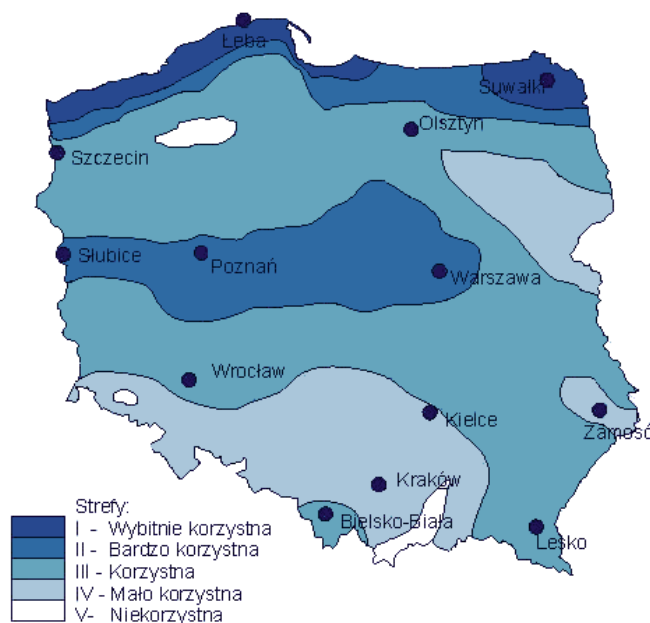 Łeba
Suwałki
Olsztyn
Szczecin
Słubice
Poznań
Warszawa
Wrocław
Kielce
Zamość
Kraków
Bielsko-Biała
Lesko
Strefy:
I - Wybitnie korzystna
II - Bardzo korzystna
III - Korzystna
IV - Mało korzystna
V- Niekorzystna